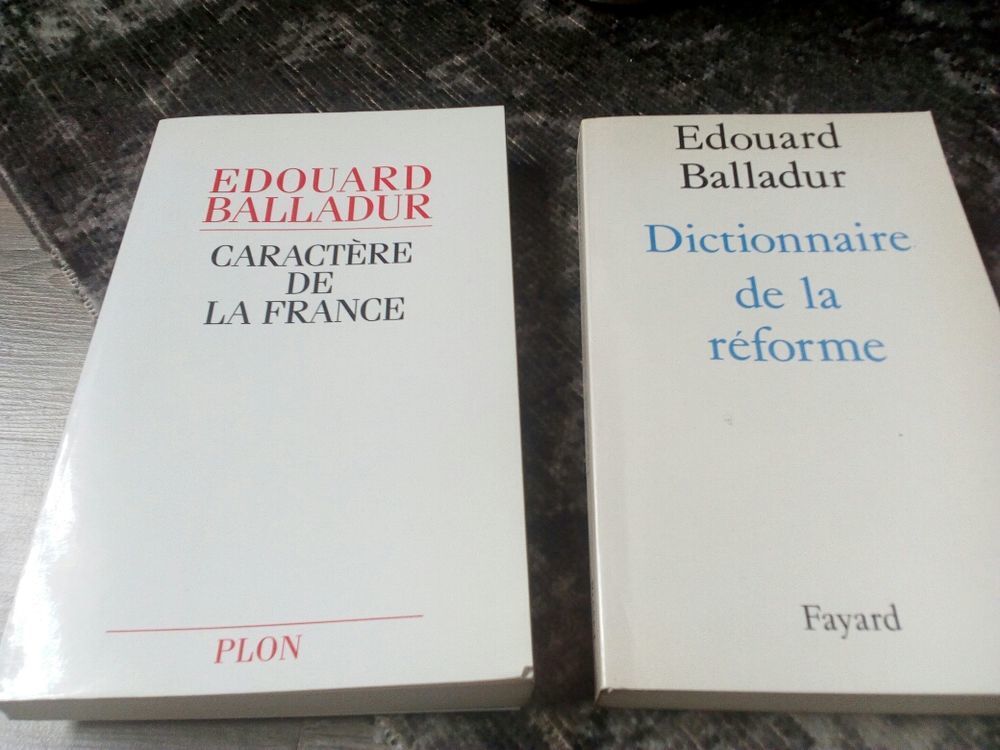 EDOUARD
BALLADUR
CARACTÈRE
DE
LA FRANCE
PLON
Edouard
Balladur
Dictionnaire
de la
réforme
Fayard